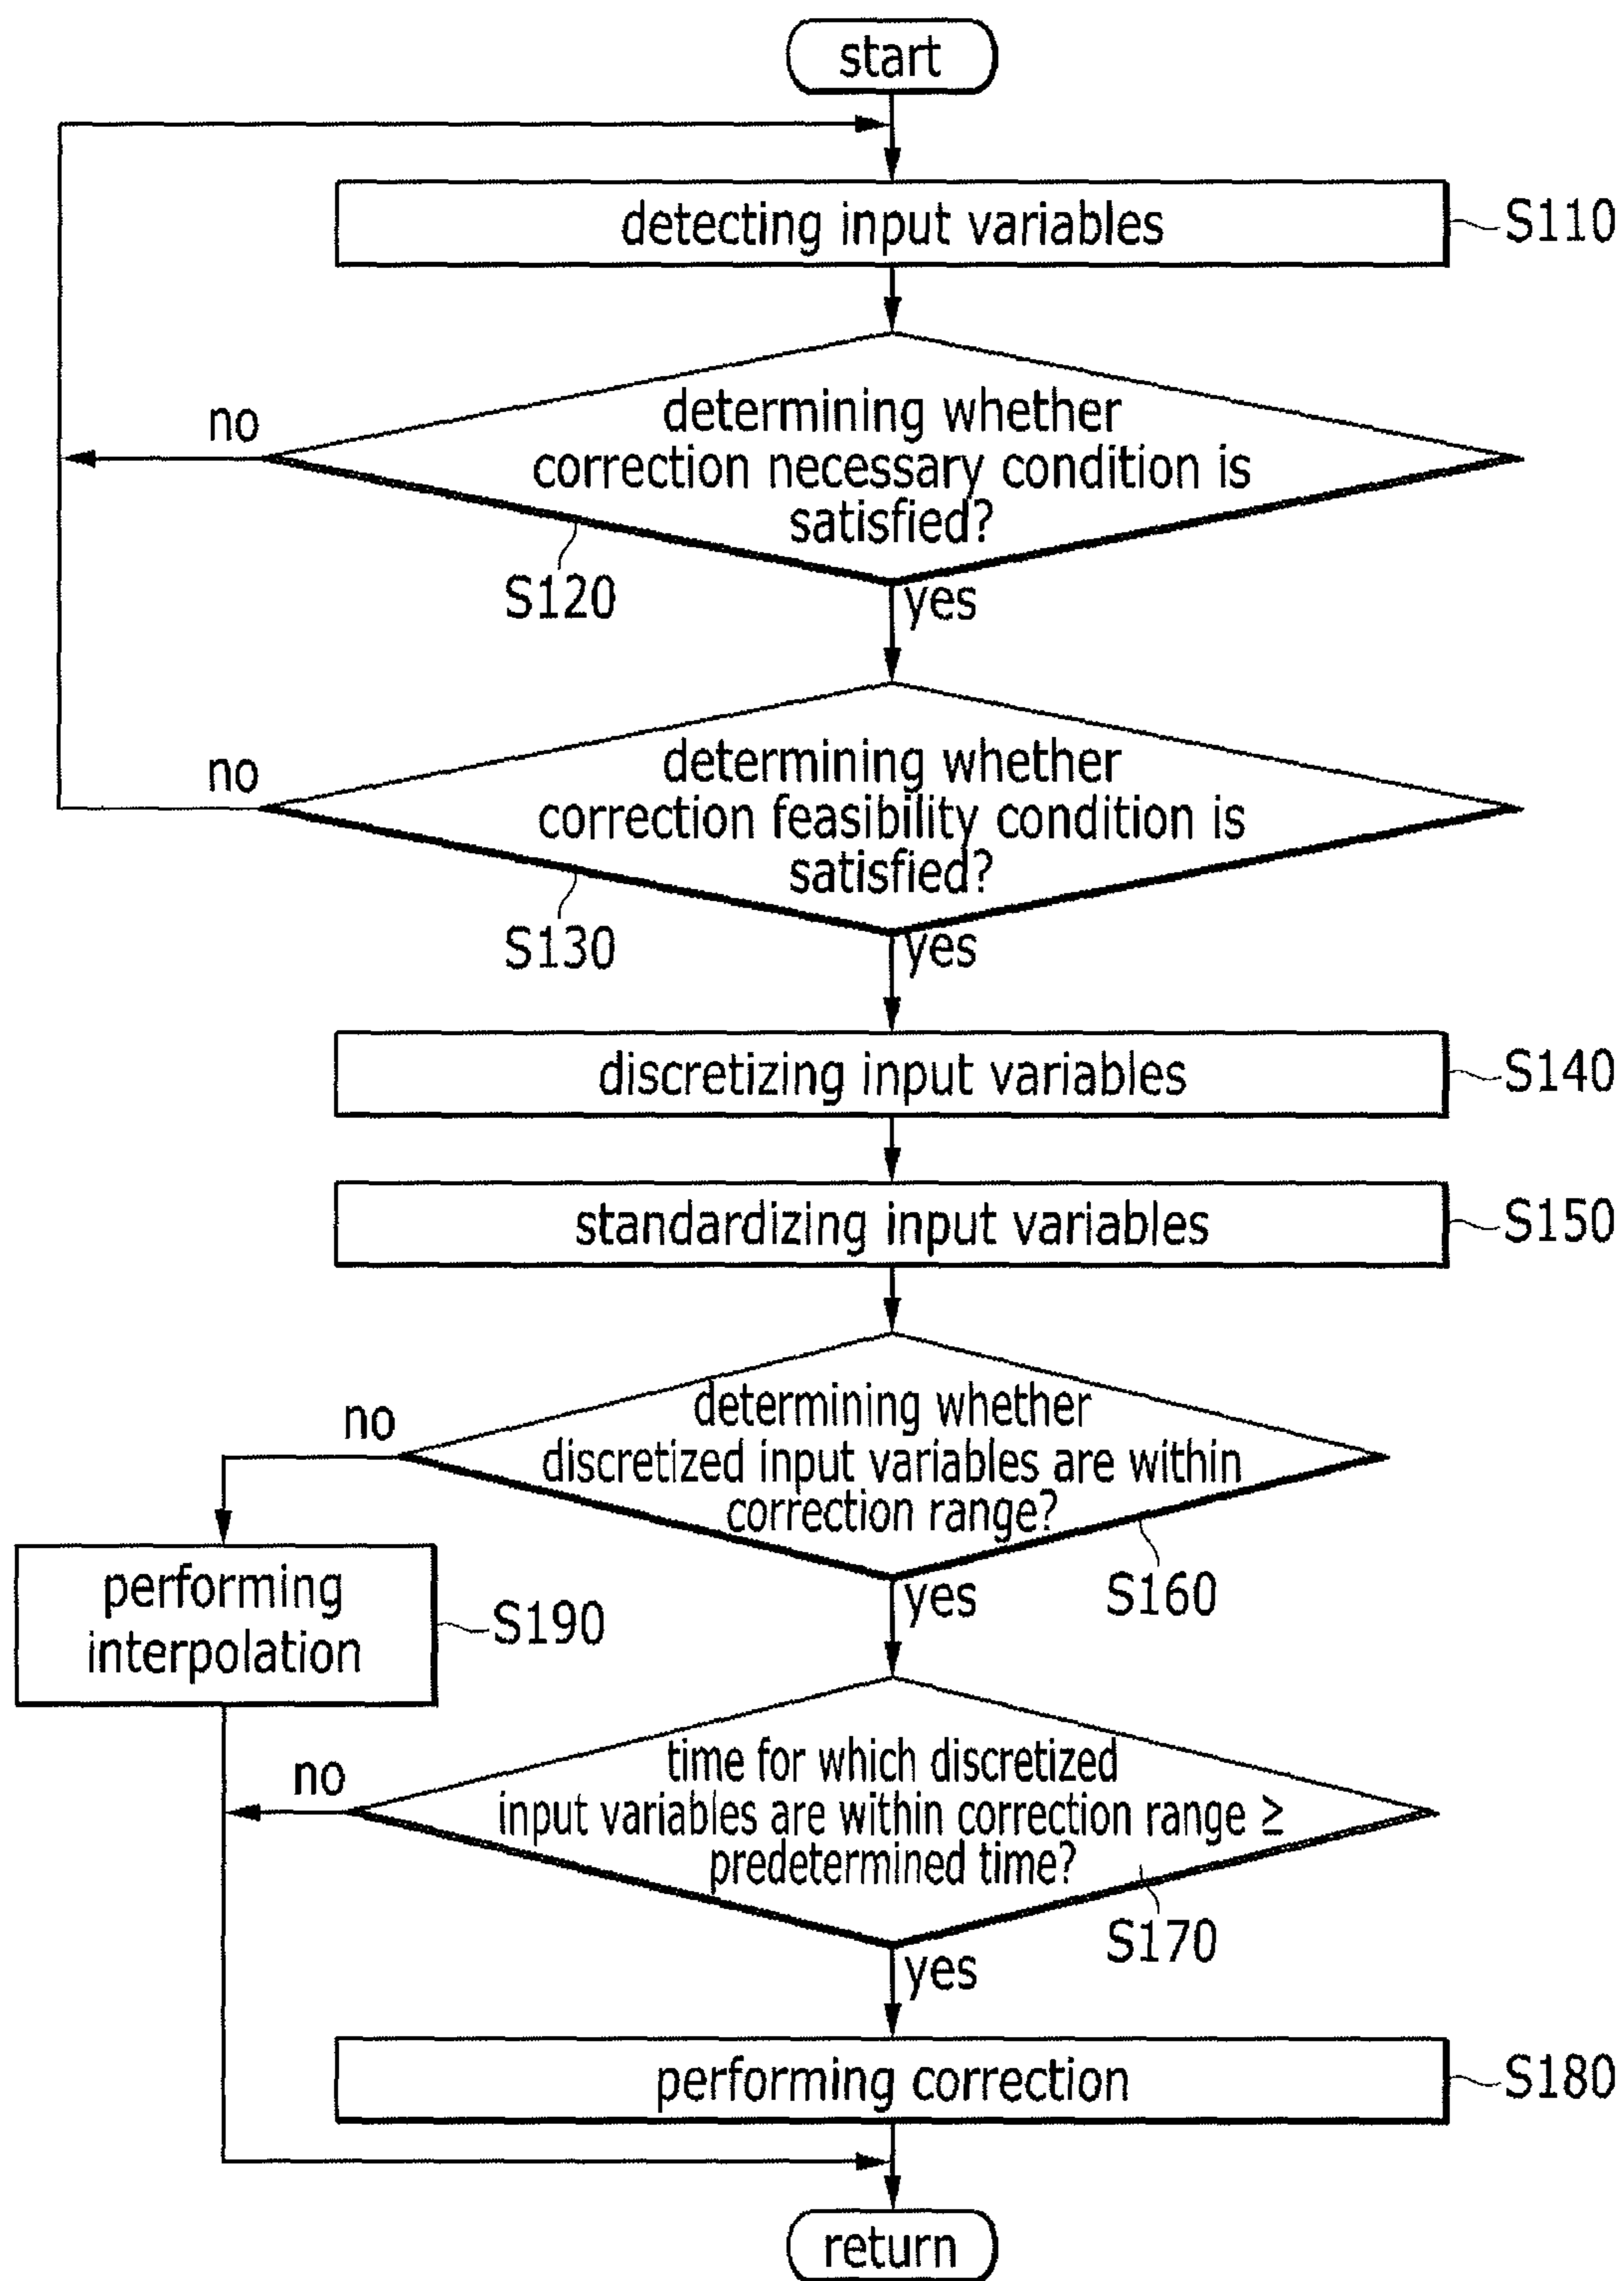 start
detecting input variables
S110
determining whether
correction necessary condition is
satisfied?
no
S120
yes
determining whether
correction feasibility condition is
satisfied?
no
S130
yes
discretizing input variables
S140
standardizing input variables
S150
determining whether
discretized input variables are within
correction range?
no
S160
yes
performing
interpolation
S190
time for which discretized
input variables are within correction range ≥
predetermined time?
no
S170
yes
performing correction
S180
return